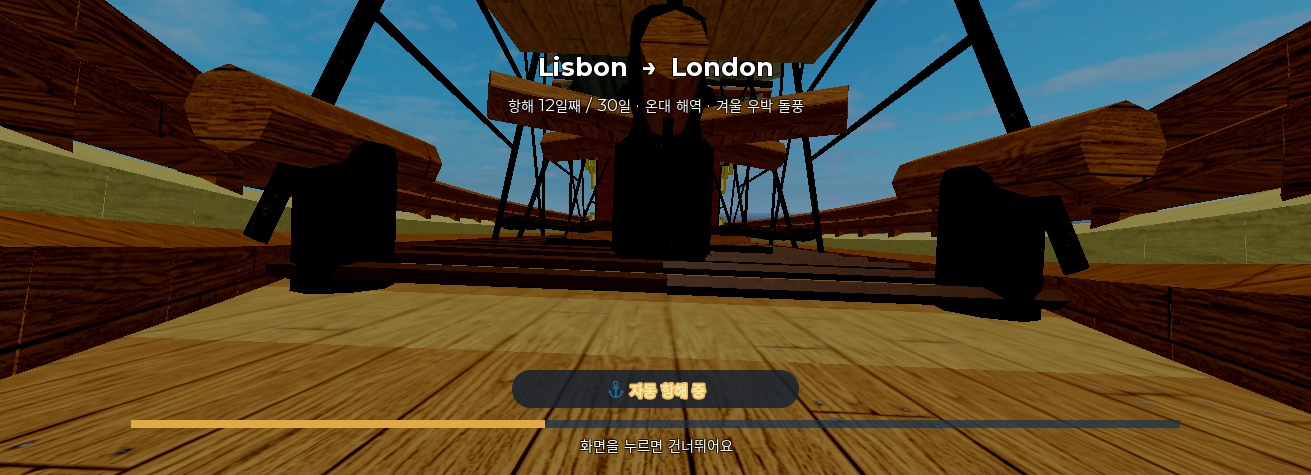 Lisbon → London
항해 12일째 / 30일 · 온대 해역 · 겨울 우박 돌풍
⚓ 자동 항해 중
화면을 누르면 건너뛰어요